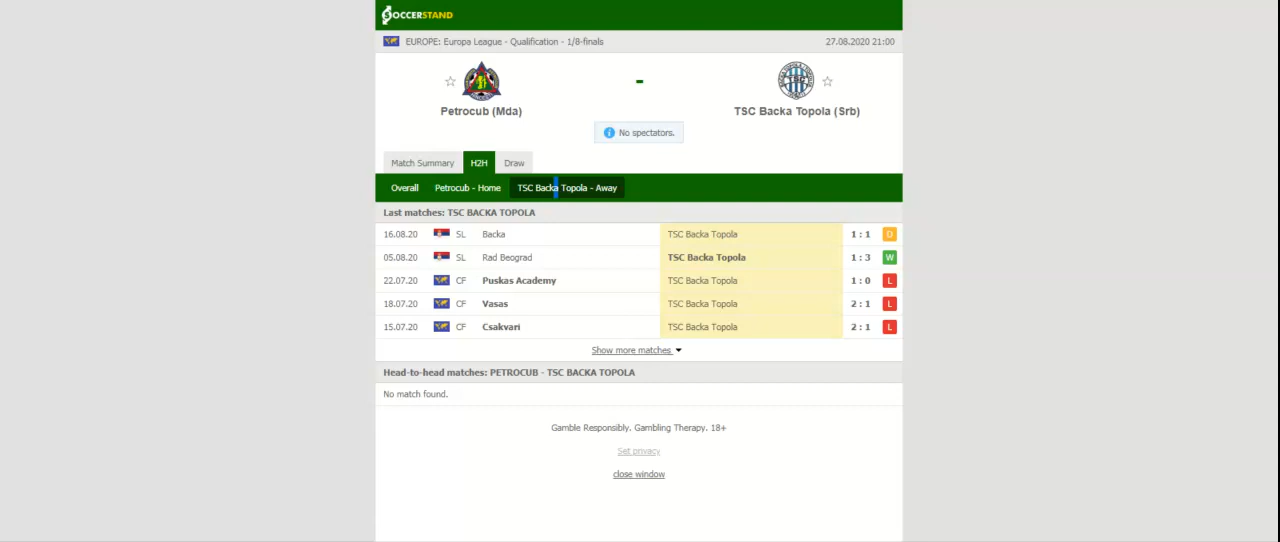 SOCCERSTAND
EUROPE: Europa League - Qualification - 1/8-finals 27.08.2020 21:00
-
Petrocub (Mda) TSC Backa Topola (Srb)
No spectators.
Match Summary H2H Draw
Overall Petrocub - Home TSC Backa Topola - Away
Last matches: TSC BACKA TOPOLA
16.08.20 SL Backa TSC Backa Topola 1 : 1 D
05.08.20 SL Rad Beograd TSC Backa Topola 1 : 3 W
22.07.20 CF Puskas Academy TSC Backa Topola 1 : 0 L
18.07.20 CF Vasas TSC Backa Topola 2 : 1 L
15.07.20 CF Csakvari TSC Backa Topola 2 : 1 L
Show more matches
Head-to-head matches: PETROCUB - TSC BACKA TOPOLA
No match found.
Gamble Responsibly. Gambling Therapy. 18+
Set privacy
close window